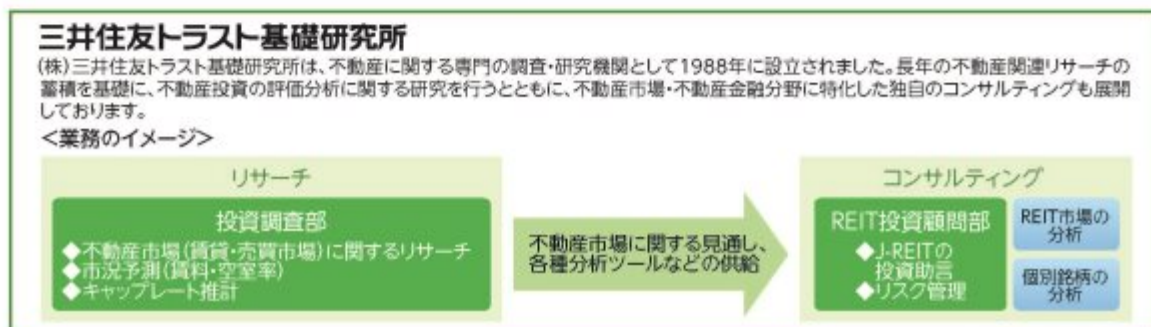 三井住友トラスト基礎研究所
(株)三井住友トラスト基礎研究所は、不動産に関する専門の調査・研究機関として1988年に設立されました。長年の不動産関連リサーチの
蓄積を基礎に、不動産投資の評価分析に関する研究を行うとともに、不動産市場・不動産金融分野に特化した独自のコンサルティングも展開
しております。
<業務のイメージ>
リサーチ
投資調査部
◆不動産市場(賃貸・売買市場)に関するリサーチ
◆市況予測(賃料・空室率)
◆キャップレート推計
不動産市場に関する見通し、
各種分析ツールなどの供給
コンサルティング
REIT投資顧問部
◆J-REITの
投資助言
◆リスク管理
REIT市場の
分析
個別銘柄の
分析